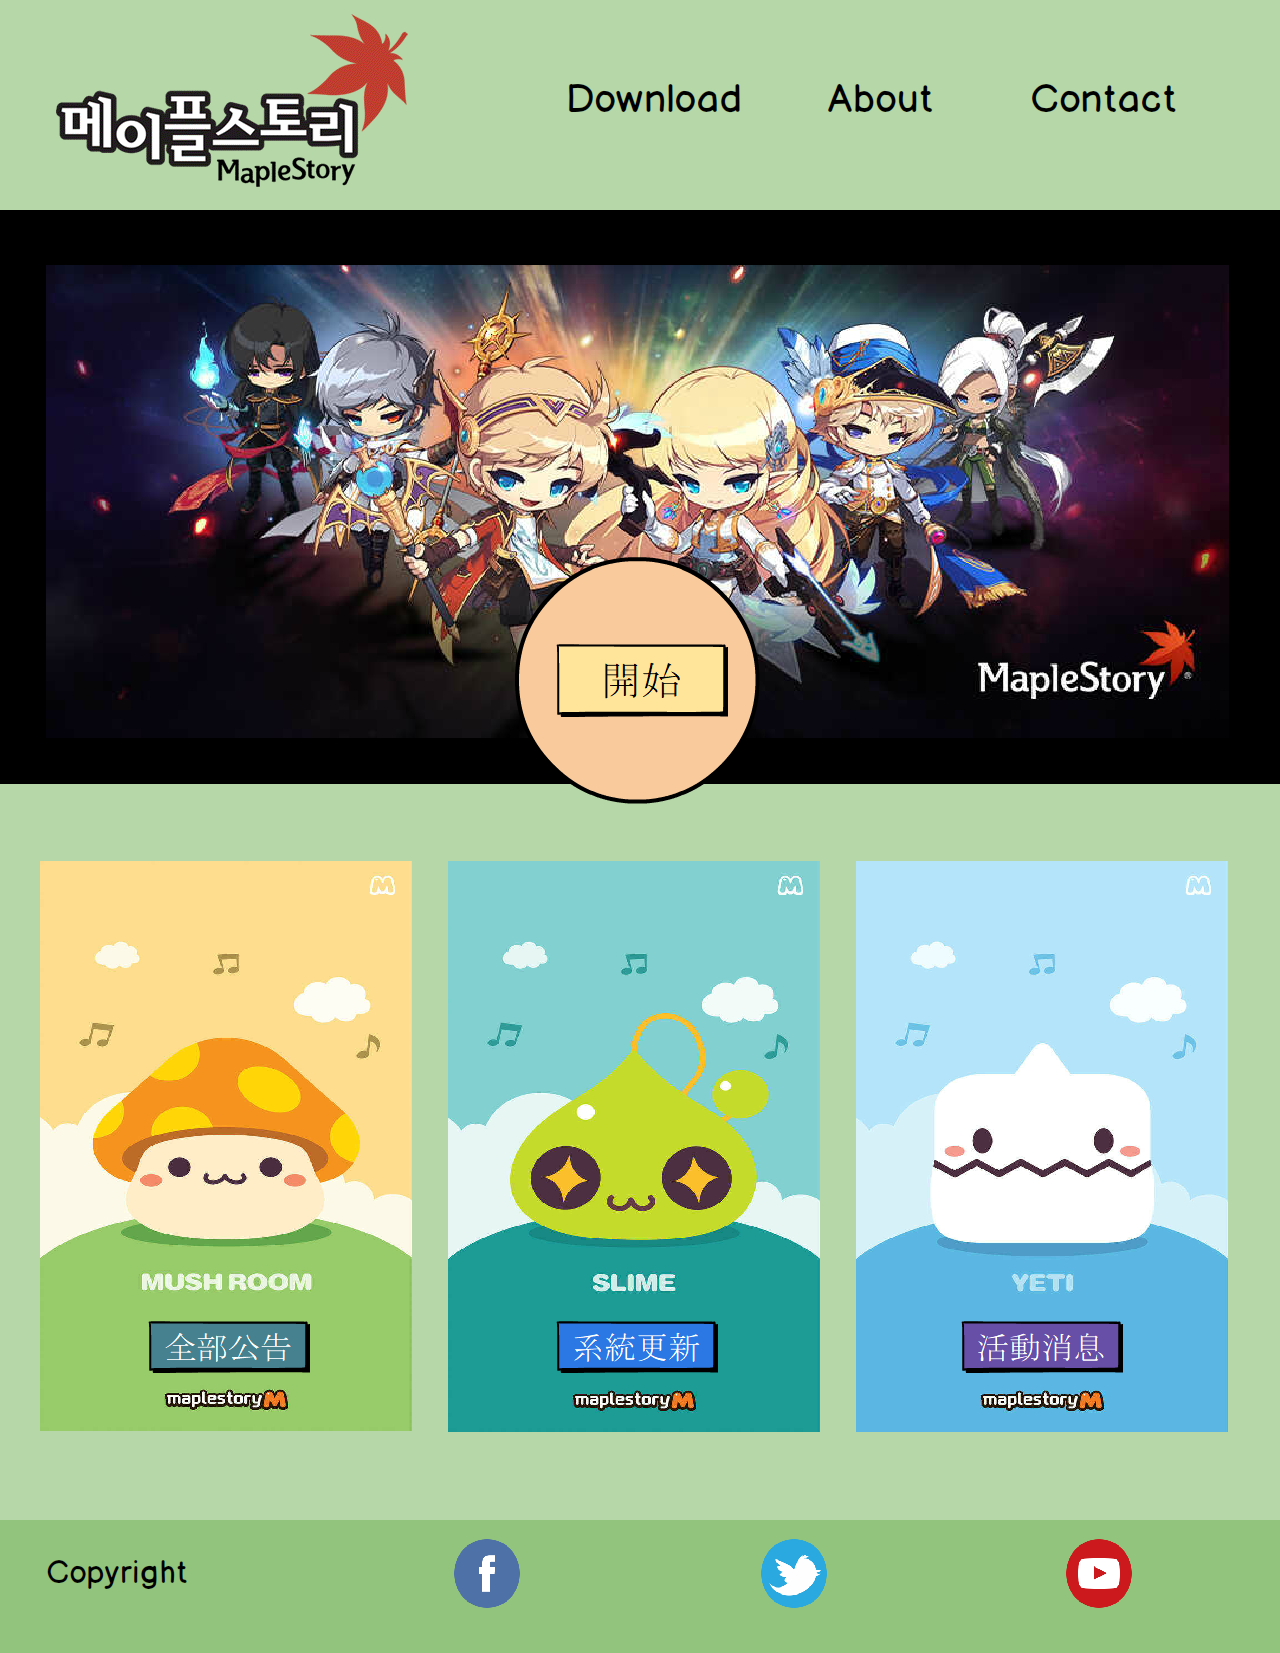 메이플스토리
MapleStory
Download About Contact
MapleStory
開始
M
M
M
MUSH ROOM
SLIME
YETI
全部公告
系統更新
活動消息
maplestory M
maplestory M
maplestory M
Copyright